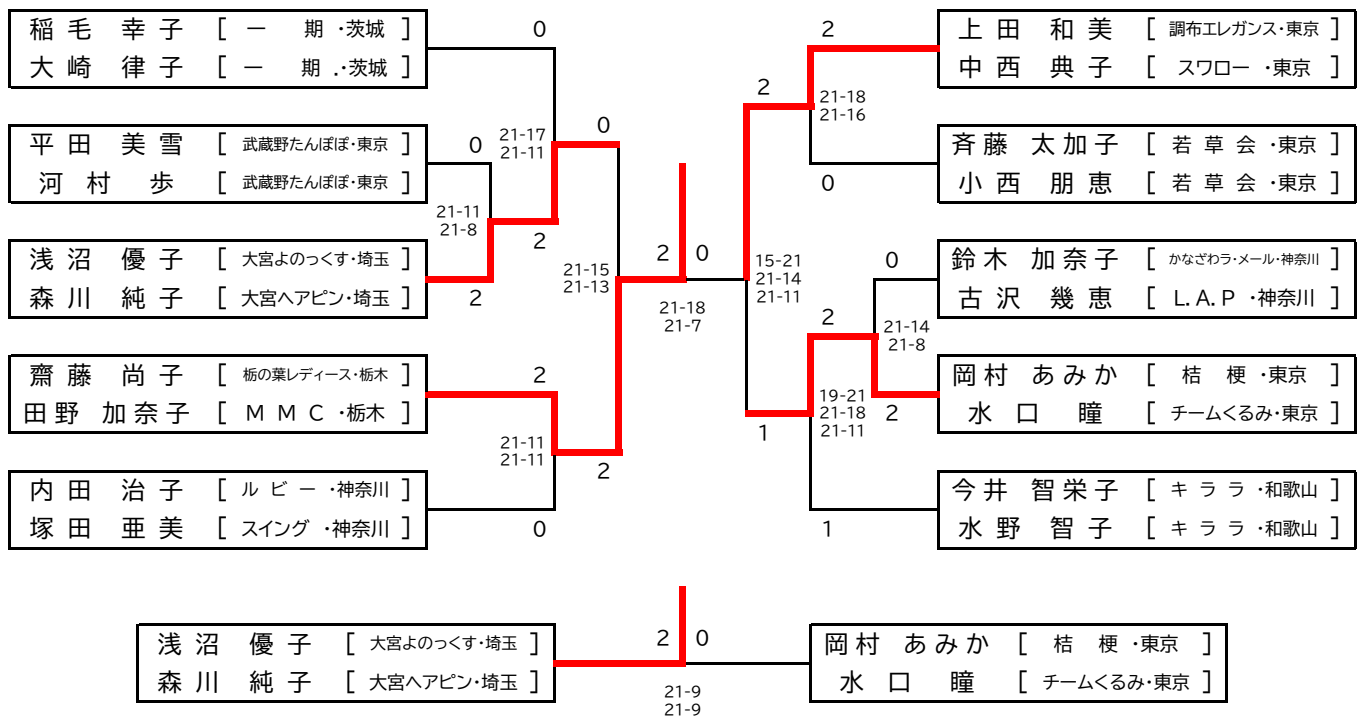 稲毛 幸子 [ 一 期 ・茨城 ]
大崎 律子 [ 一 期 .・茨城 ]
平田 美雪 [ 武蔵野たんぽぽ・東京 ]
河村 歩 [ 武蔵野たんぽぽ・東京 ]
浅沼 優子 [ 大宮よのっくす・埼玉 ]
森川 純子 [ 大宮ヘアピン・埼玉 ]
齋藤 尚子 [ 栃の葉レディース・栃木 ]
田野 加奈子 [ ＭＭＣ・栃木 ]
内田 治子 [ ルビー ・神奈川 ]
塚田 亜美 [ スイング ・神奈川 ]
0
0
21-11
21-8
2
2
21-17
21-11
0
2
21-11
21-11
0
2
21-15
21-13
2
0
21-18
21-7
2
2
21-18
21-16
0
15-21
21-14
21-11
0
2
21-14
21-8
2
19-21
21-18
21-11
1
1
上田 和美 [ 調布エレガンス・東京 ]
中西 典子 [ スワロー ・東京 ]
斉藤 太加子 [ 若草会 ・東京 ]
小西 朋恵 [ 若草会 ・東京 ]
鈴木 加奈子 [ かなざわラ・メール・神奈川 ]
古沢 幾恵 [ L.A.P ・神奈川 ]
岡村 あみか [ 桔 梗 ・東京 ]
水口 瞳 [ チームくるみ・東京 ]
今井 智栄子 [ キララ ・和歌山 ]
水野 智子 [ キララ ・和歌山 ]
浅沼 優子 [ 大宮よのっくす・埼玉 ]
森川 純子 [ 大宮ヘアピン・埼玉 ]
2
0
21-9
21-9
岡村 あみか [ 桔 梗 ・東京 ]
水口 瞳 [ チームくるみ・東京 ]